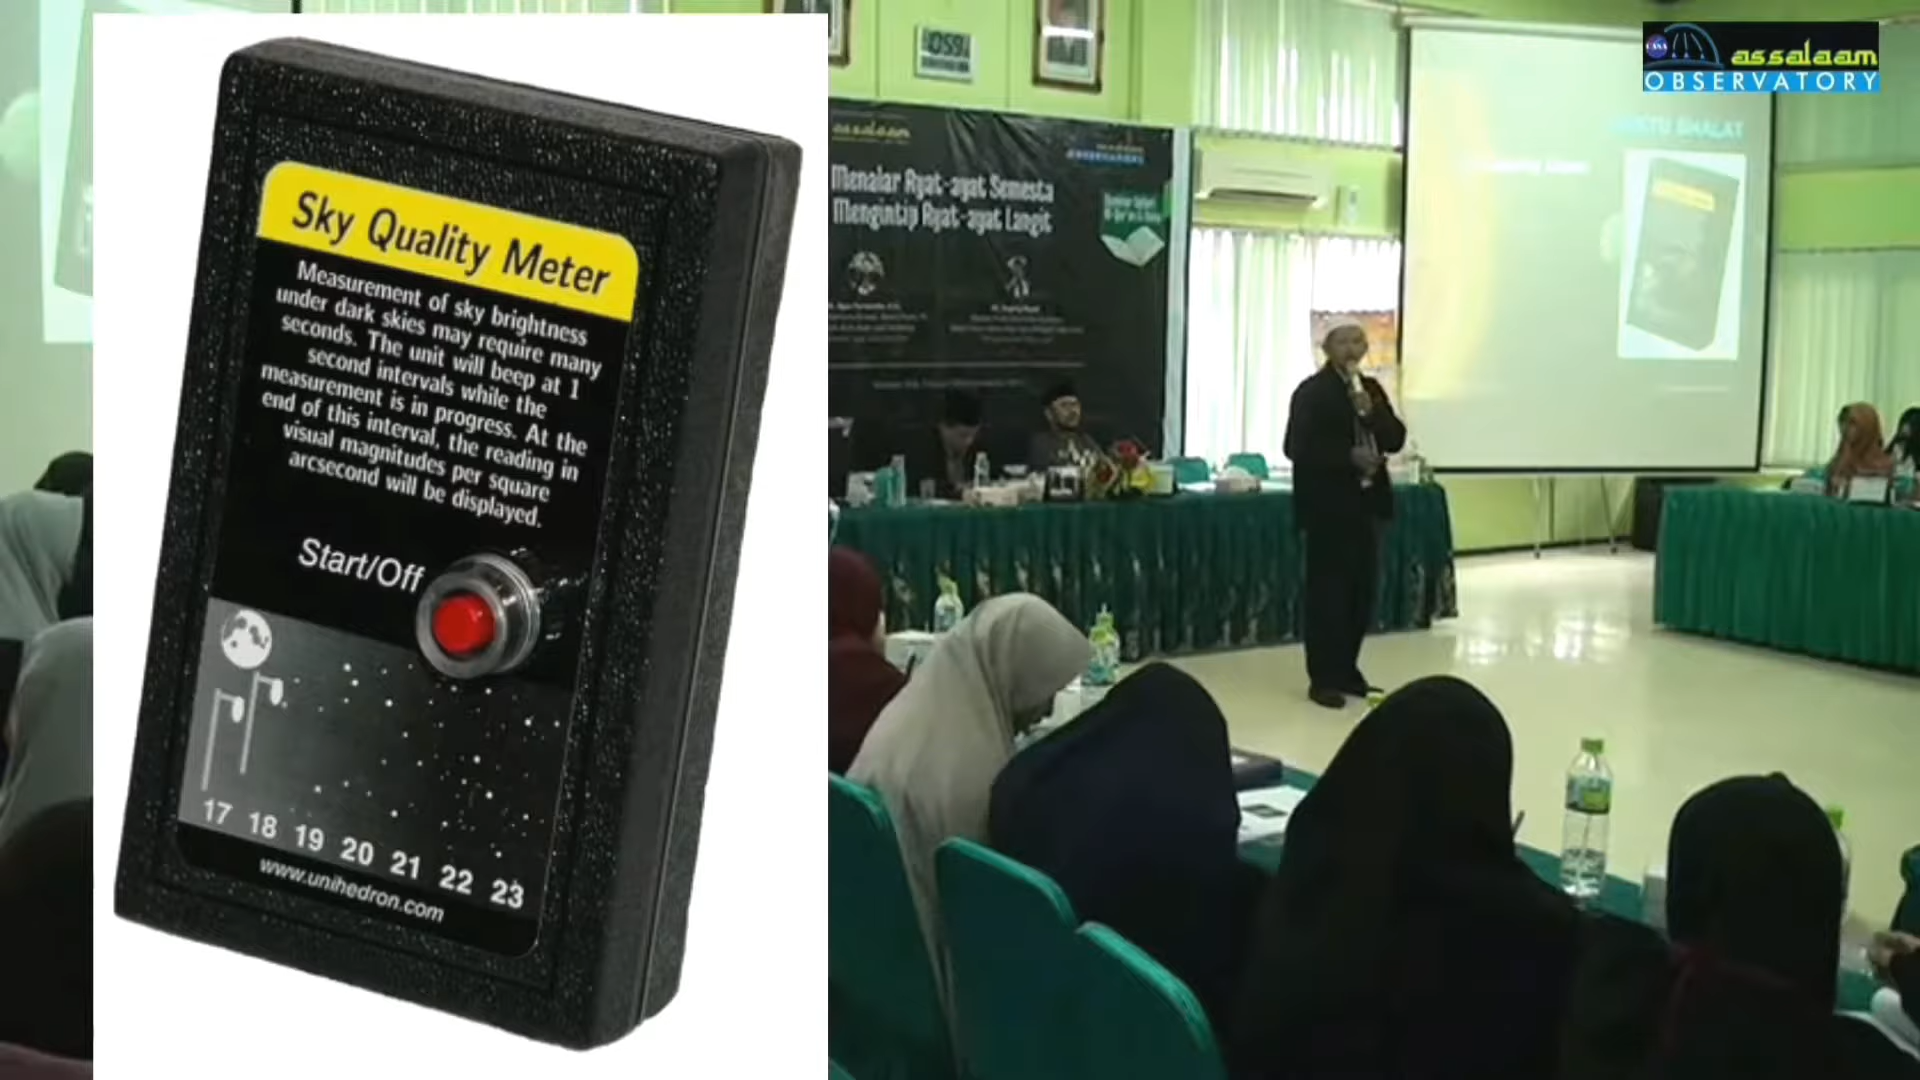 Sky Quality Meter
Measurement of sky brightness
under dark skies may require many
seconds. The unit will beep at 1
second intervals while the
measurement is in progress. At the
end of this interval, the reading in
visual magnitudes per square
arcsecond will be displayed.
Start/Off
17 18 19 20 21 22 23
www.unihedron.com
assalaam
Menalar Ayat-ayat Semesta
Mengintip Ayat-ayat Langit
SHALAT
CASA
assalaam
OBSERVATORY